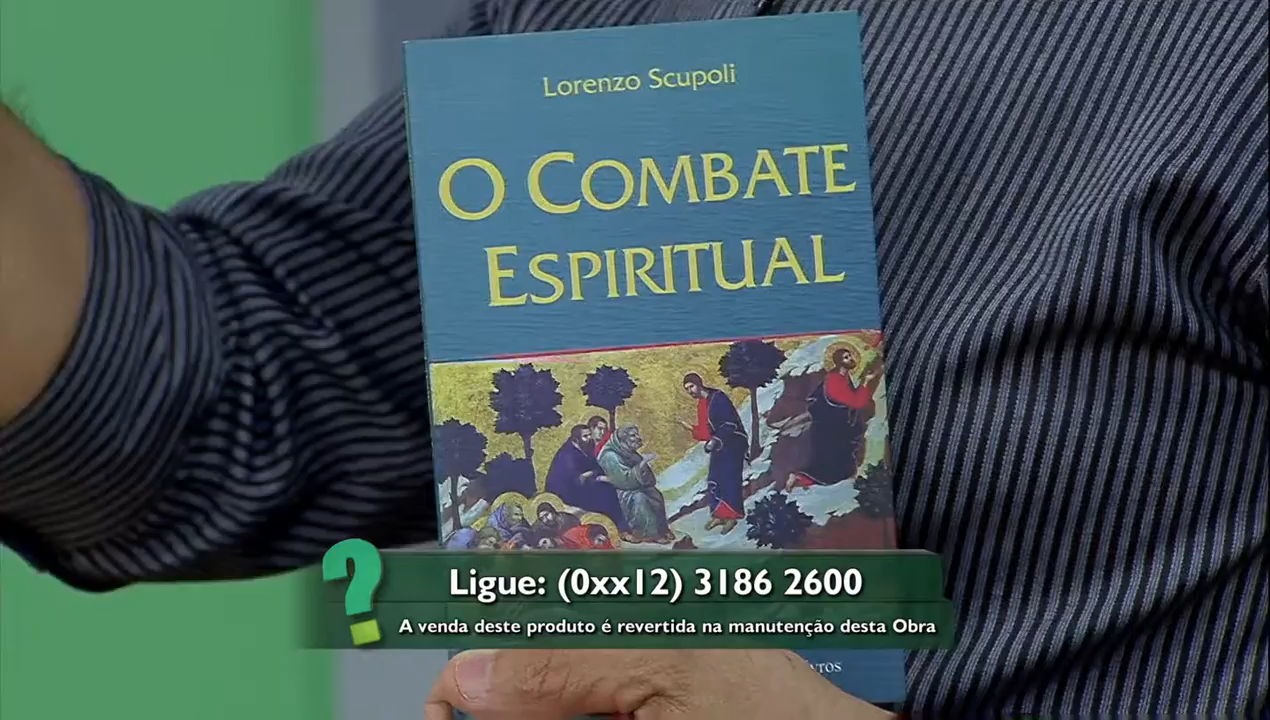 Lorenzo Scupoli
O COMBATE
ESPIRITUAL
?
Ligue: (0xx12) 3186 2600
A venda deste produto é revertida na manutenção desta Obra